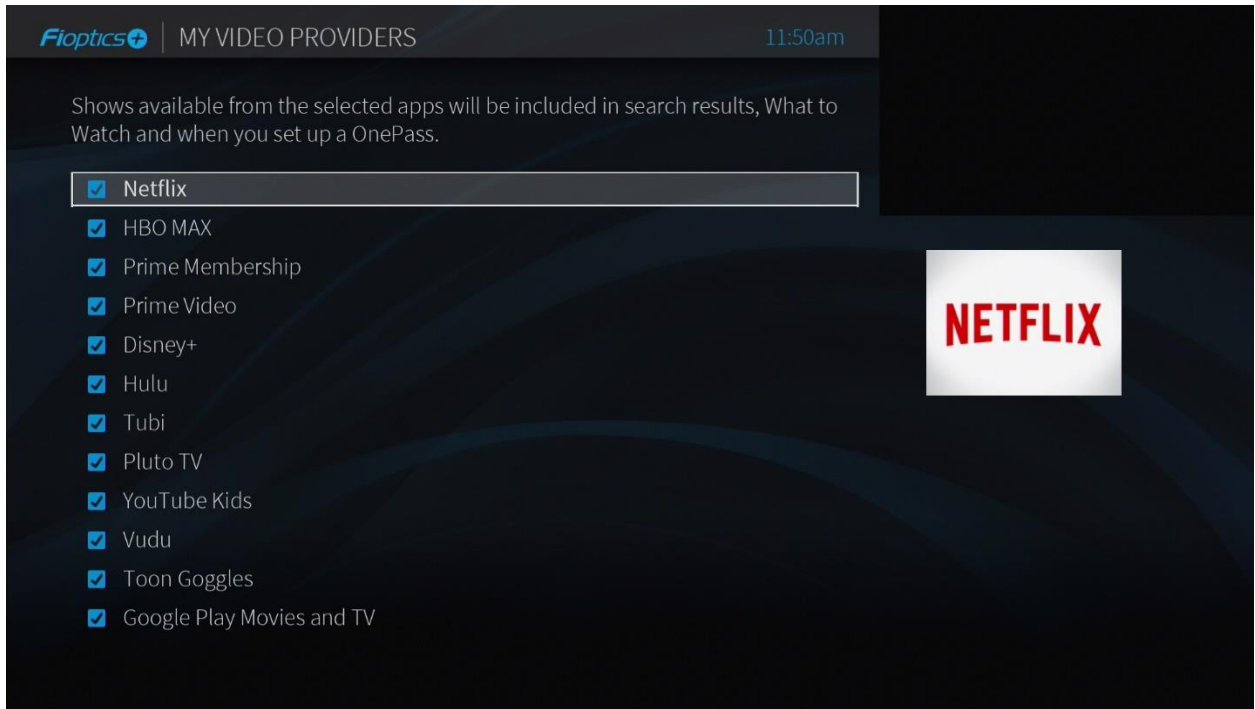 Fioptics+ | MY VIDEO PROVIDERS 11:50am
Shows available from the selected apps will be included in search results, What to
Watch and when you set up a OnePass.
Netflix
HBO MAX
Prime Membership
Prime Video
Disney+
Hulu
Tubi
Pluto TV
YouTube Kids
Vudu
Toon Goggles
Google Play Movies and TV
NETFLIX